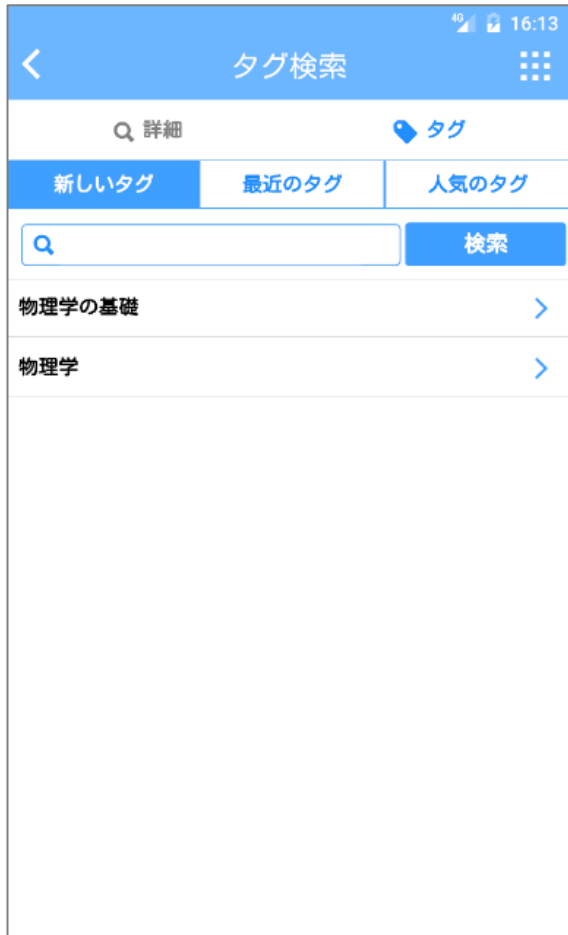 4G 16:13
タグ検索
詳細 タグ
新しいタグ 最近のタグ 人気のタグ
検索
物理学の基礎
物理学